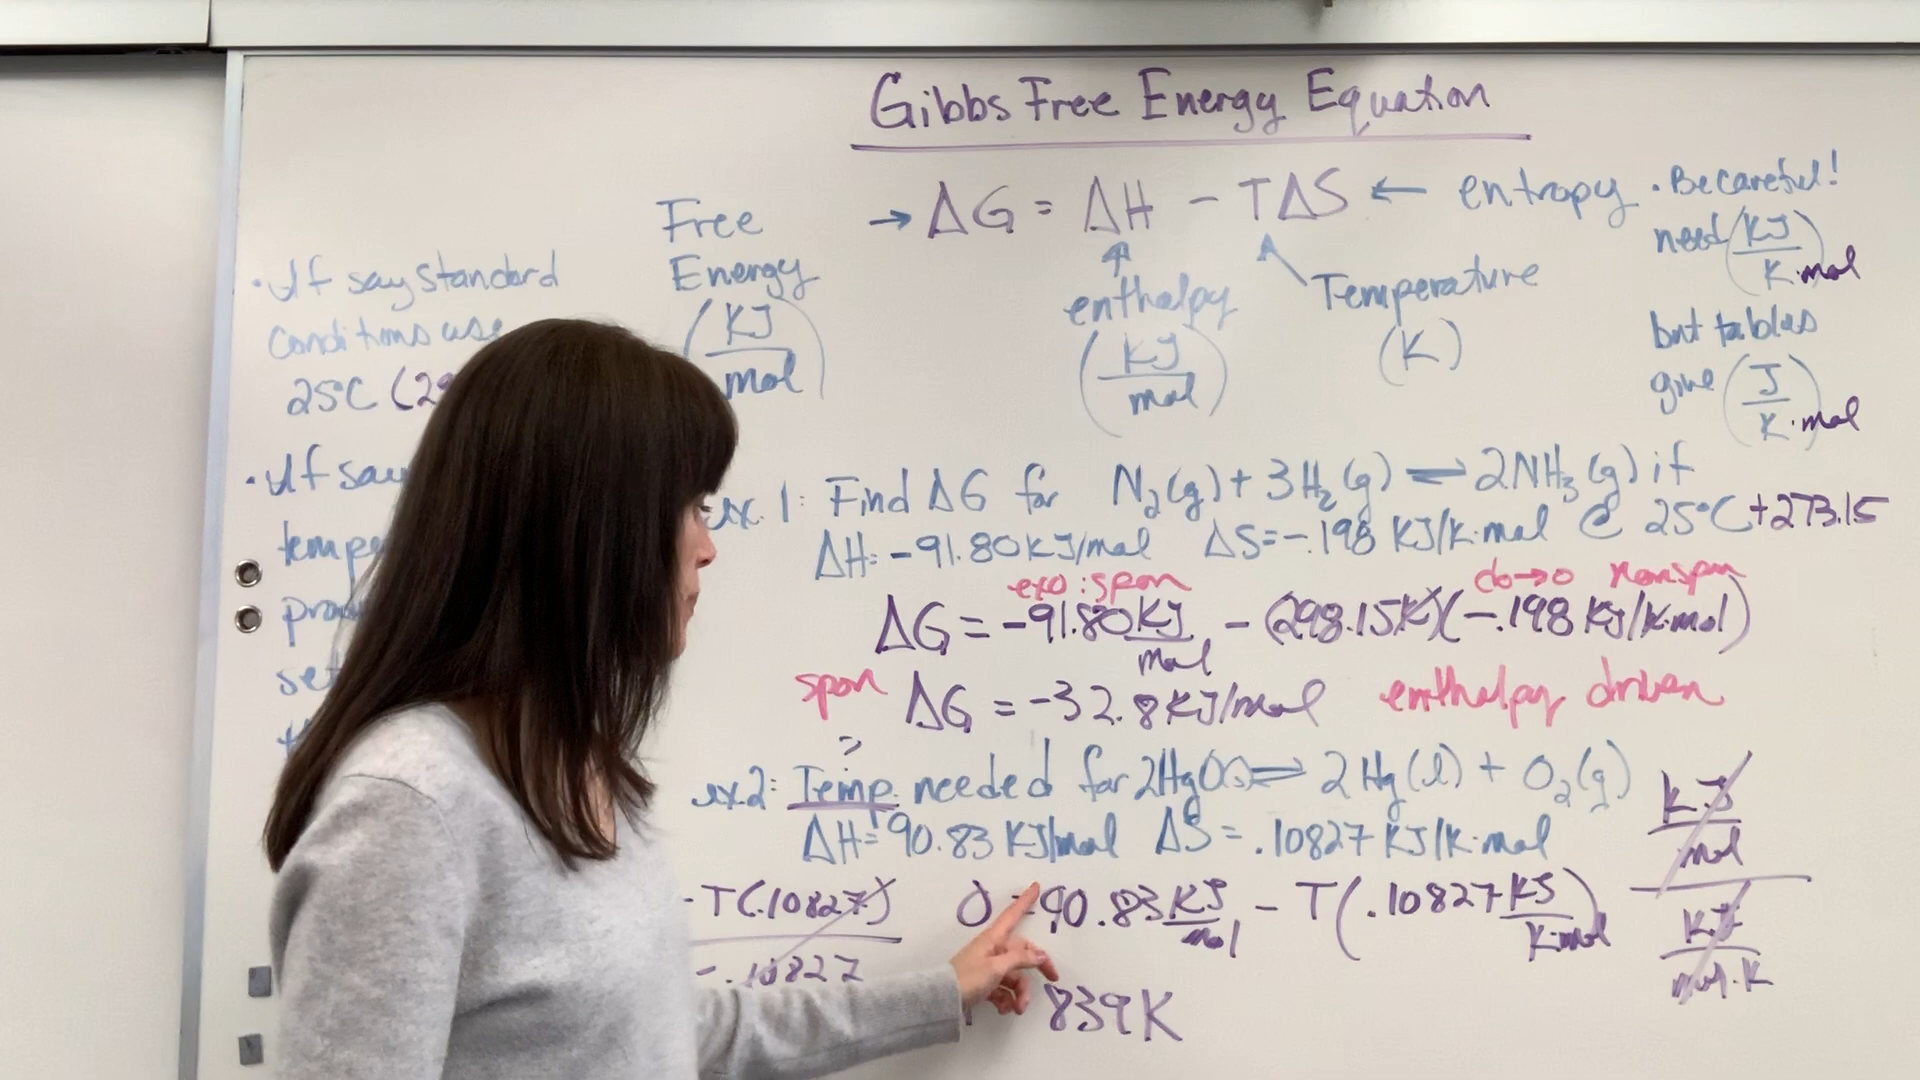 Gibbs Free Energy Equation
→ ΔG = ΔH - TΔS ← entropy
Free
Energy
(KJ/mol)
enthalpy
(KJ/mol)
Temperature
(K)
• Be careful!
need (KJ/K·mol)
but tables
give (J/K·mol)
• If say standard
conditions use
25°C (29
• If say
ex. 1: Find ΔG for N₂(g) + 3H₂(g) ⇌ 2NH₃(g) if
ΔH = -91.80 KJ/mol ΔS = -.198 KJ/K·mol @ 25°C +273.15
exo: spon do→o nonspon
ΔG = -91.80 KJ/mol - (298.15K)(-.198 KJ/K·mol)
spon ΔG = -32.8 KJ/mol enthalpy driven
?
ex2: Temp needed for 2HgO(s) ⇌ 2Hg(l) + O₂(g)
ΔH = 90.83 KJ/mol ΔS = .10827 KJ/K·mol
-T(.10827)
-.10827
0 = 90.83 KJ/mol - T(.10827 KJ/K·mol)
839K
KJ/mol
KJ/mol·K